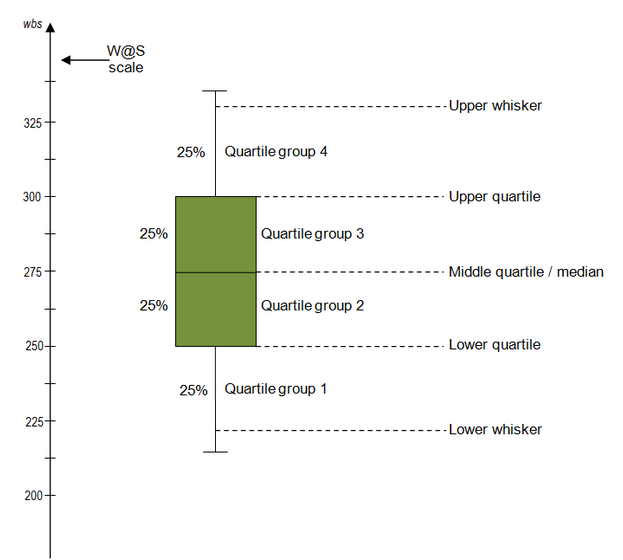 wbs
W@S
scale
Upper whisker
325
25% Quartile group 4
300
Upper quartile
25% Quartile group 3
275
Middle quartile / median
25% Quartile group 2
250
Lower quartile
25% Quartile group 1
225
Lower whisker
200